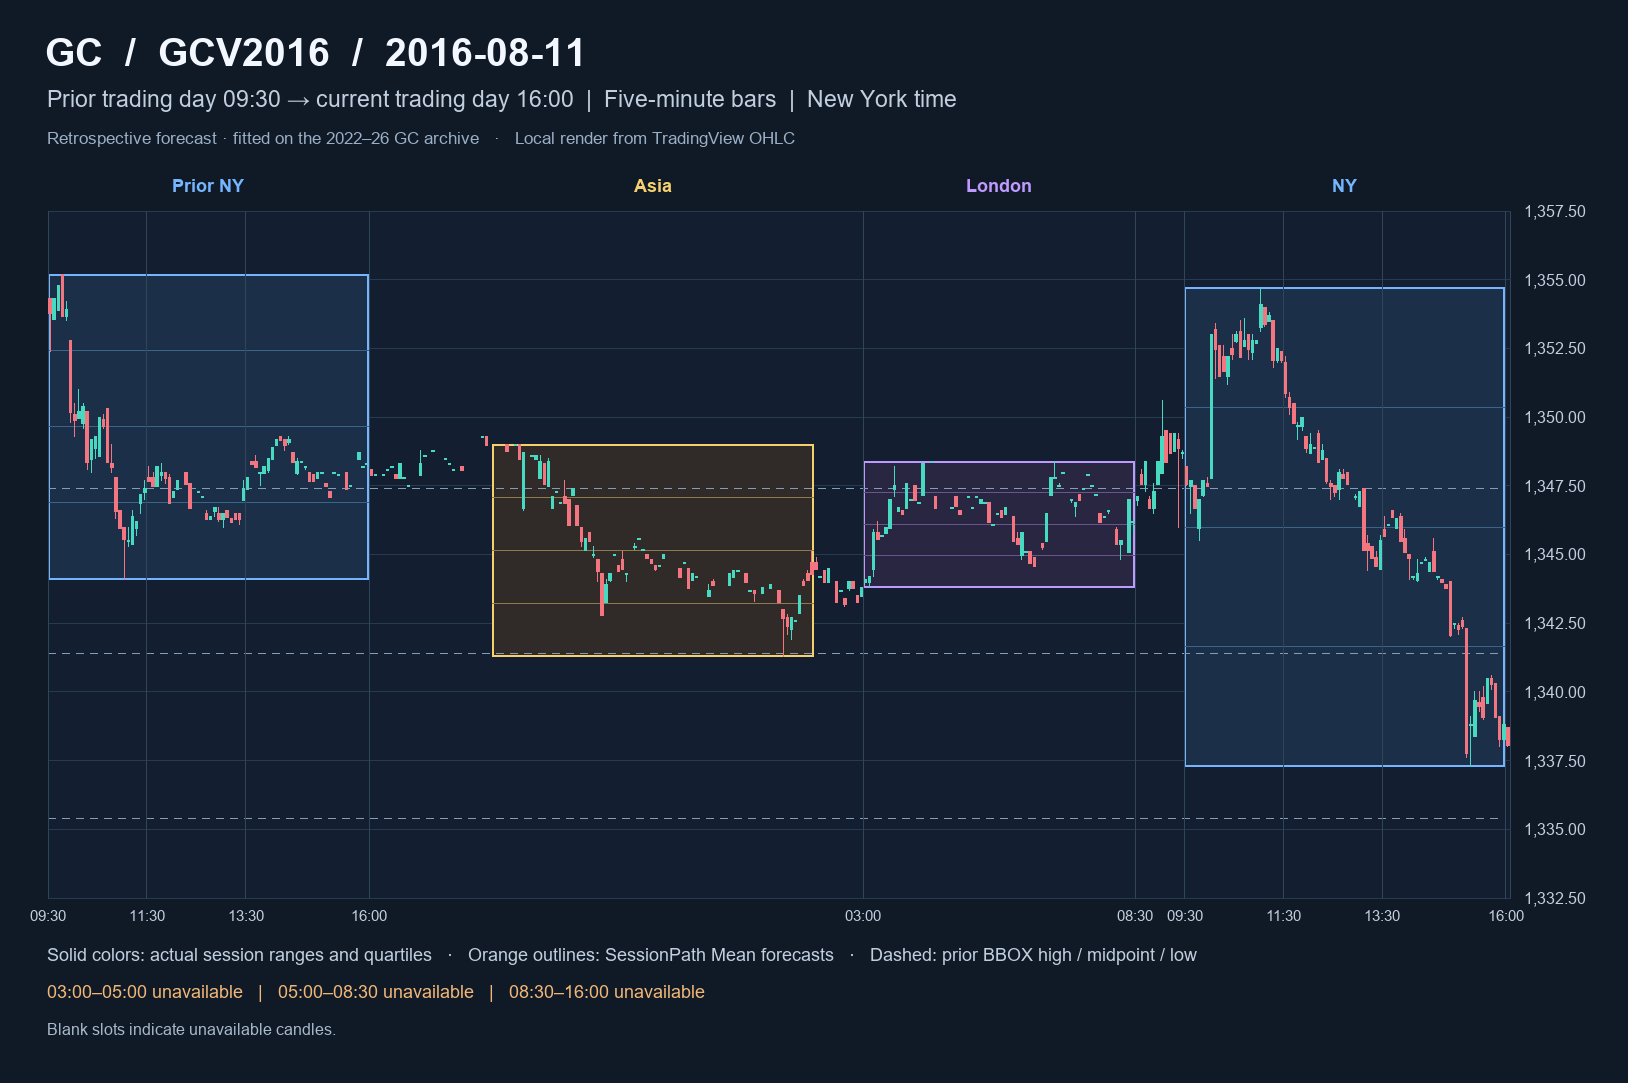 GC / GCV2016 / 2016-08-11
Prior trading day 09:30 → current trading day 16:00 | Five-minute bars | New York time
Retrospective forecast · fitted on the 2022–26 GC archive · Local render from TradingView OHLC
Prior NY
Asia
London
NY
1,357.50
1,355.00
1,352.50
1,350.00
1,347.50
1,345.00
1,342.50
1,340.00
1,337.50
1,335.00
1,332.50
09:30 11:30 13:30 16:00 03:00 08:30 09:30 11:30 13:30 16:00
Solid colors: actual session ranges and quartiles · Orange outlines: SessionPath Mean forecasts · Dashed: prior BBOX high / midpoint / low
03:00–05:00 unavailable | 05:00–08:30 unavailable | 08:30–16:00 unavailable
Blank slots indicate unavailable candles.